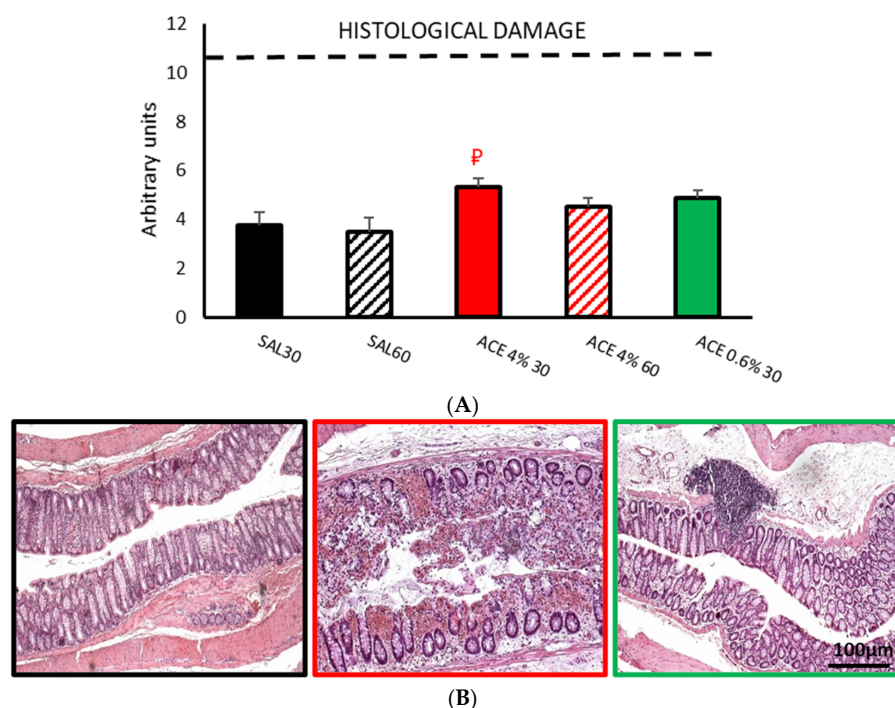 HISTOLOGICAL DAMAGE
12
10
8
6
4
2
0
Arbitrary units
₽
SAL30
SAL60
ACE 4% 30
ACE 4% 60
ACE 0.6% 30
(A)
100µm
(B)